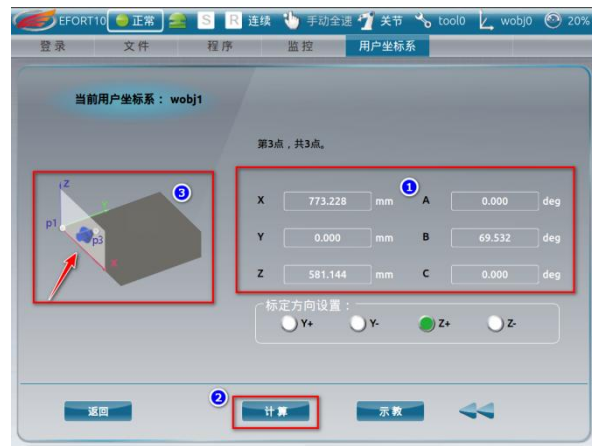 EFORT10 正常 S R 连续 手动全速 关节 tool0 wobj0 20%
登录 文件 程序 监控 用户坐标系
当前用户坐标系： wobj1
第3点，共3点。
1
3
X 773.228 mm A 0.000 deg
Y 0.000 mm B 69.532 deg
Z 581.144 mm C 0.000 deg
Z
Y
p1
p3
X
标定方向设置：
Y+ Y- Z+ Z-
2
返回 计算 示教